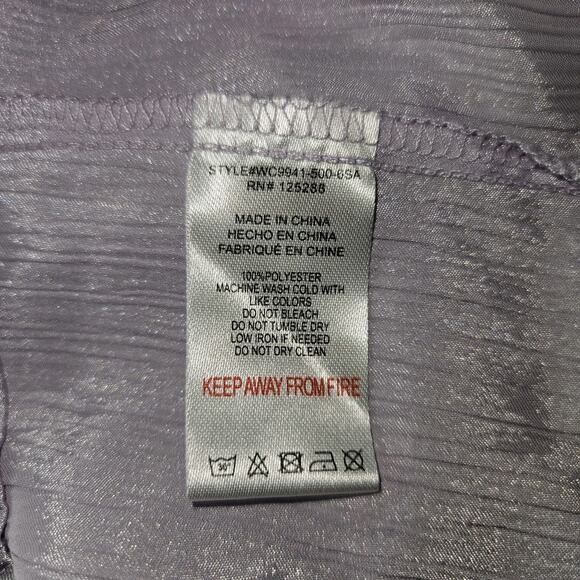 STYLE#WC9941-500-6SA
RN# 125288
MADE IN CHINA
HECHO EN CHINA
FABRIQUÉ EN CHINE
100%POLYESTER
MACHINE WASH COLD WITH
LIKE COLORS
DO NOT BLEACH
DO NOT TUMBLE DRY
LOW IRON IF NEEDED
DO NOT DRY CLEAN
KEEP AWAY FROM FIRE
30°